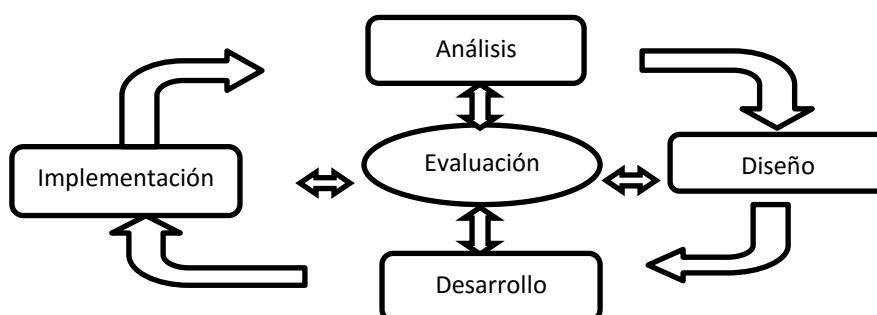 Análisis
Implementación
Evaluación
Diseño
Desarrollo